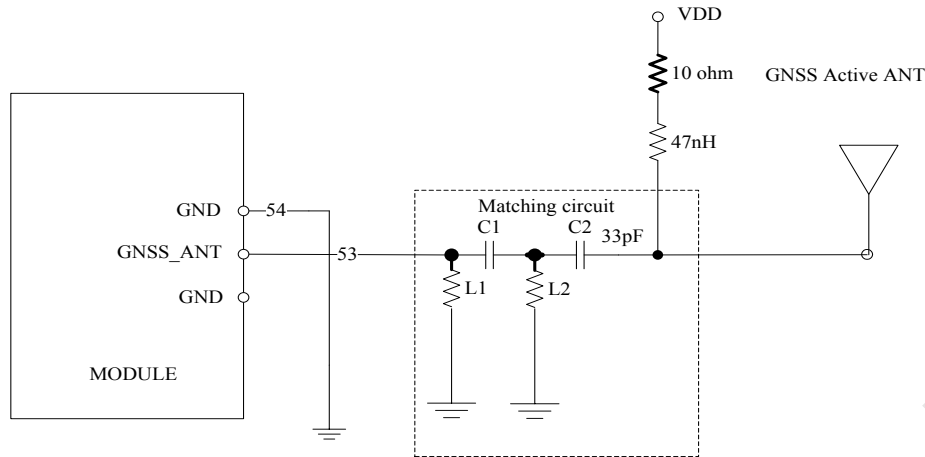 VDD
10 ohm
GNSS Active ANT
47nH
Matching circuit
C1
C2
33pF
GND
54
GNSS_ANT
53
L1
L2
GND
MODULE